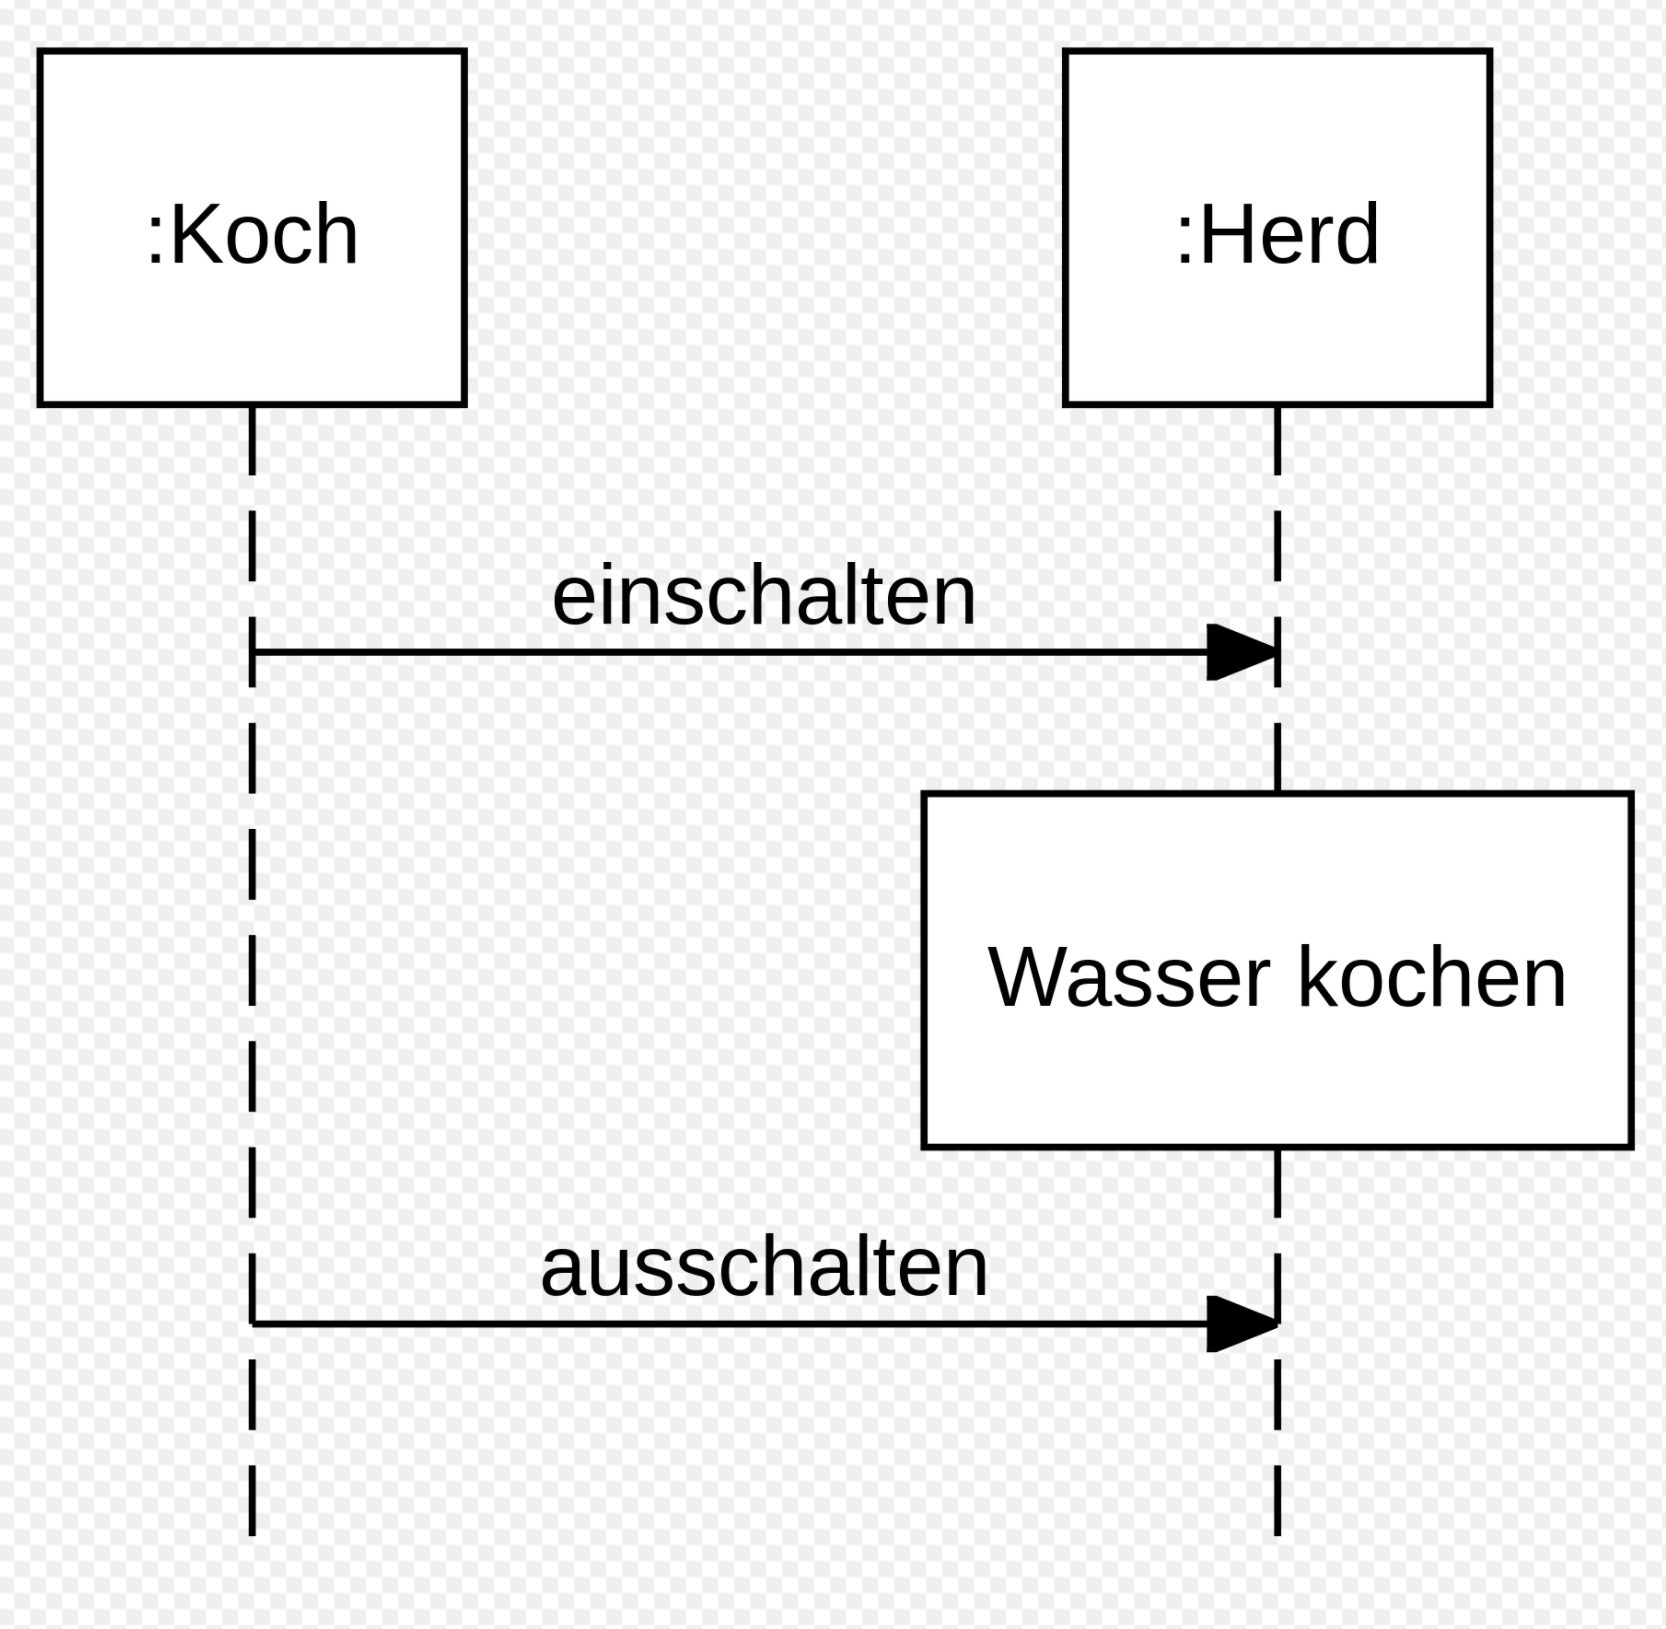 :Koch
:Herd
einschalten
Wasser kochen
ausschalten